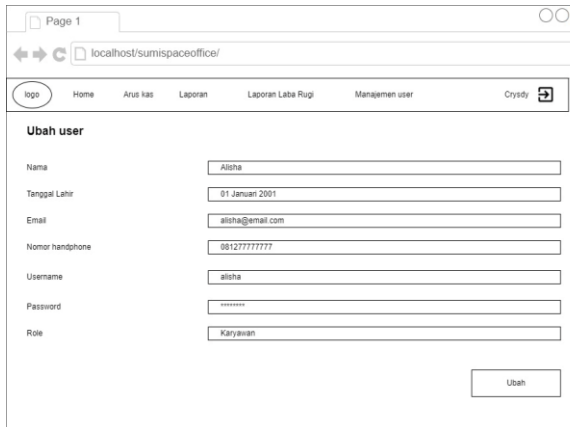 Page 1
localhost/sumispaceoffice/
logo Home Arus kas Laporan Laporan Laba Rugi Manajemen user Crysdy
Ubah user
Nama Alisha
Tanggal Lahir 01 Januari 2001
Email alisha@email.com
Nomor handphone 081277777777
Username alisha
Password ********
Role Karyawan
Ubah